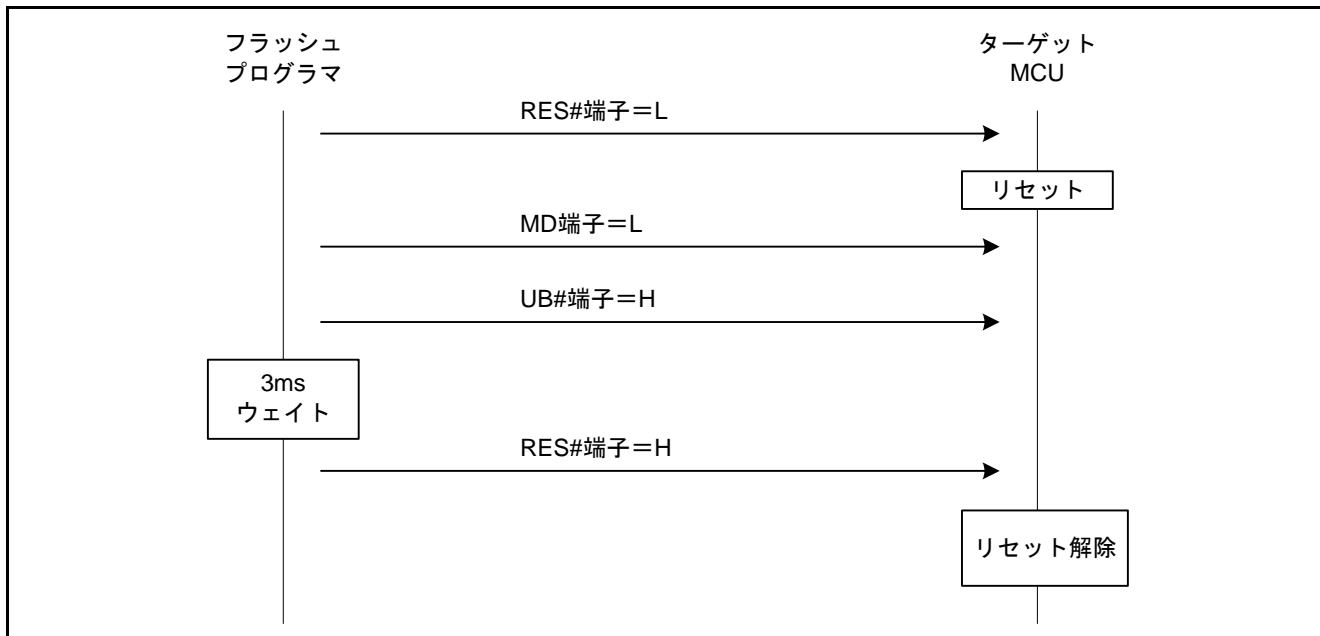 フラッシュ
プログラマ
ターゲット
MCU
RES#端子＝L
リセット
MD端子＝L
UB#端子＝H
3ms
ウェイト
RES#端子＝H
リセット解除